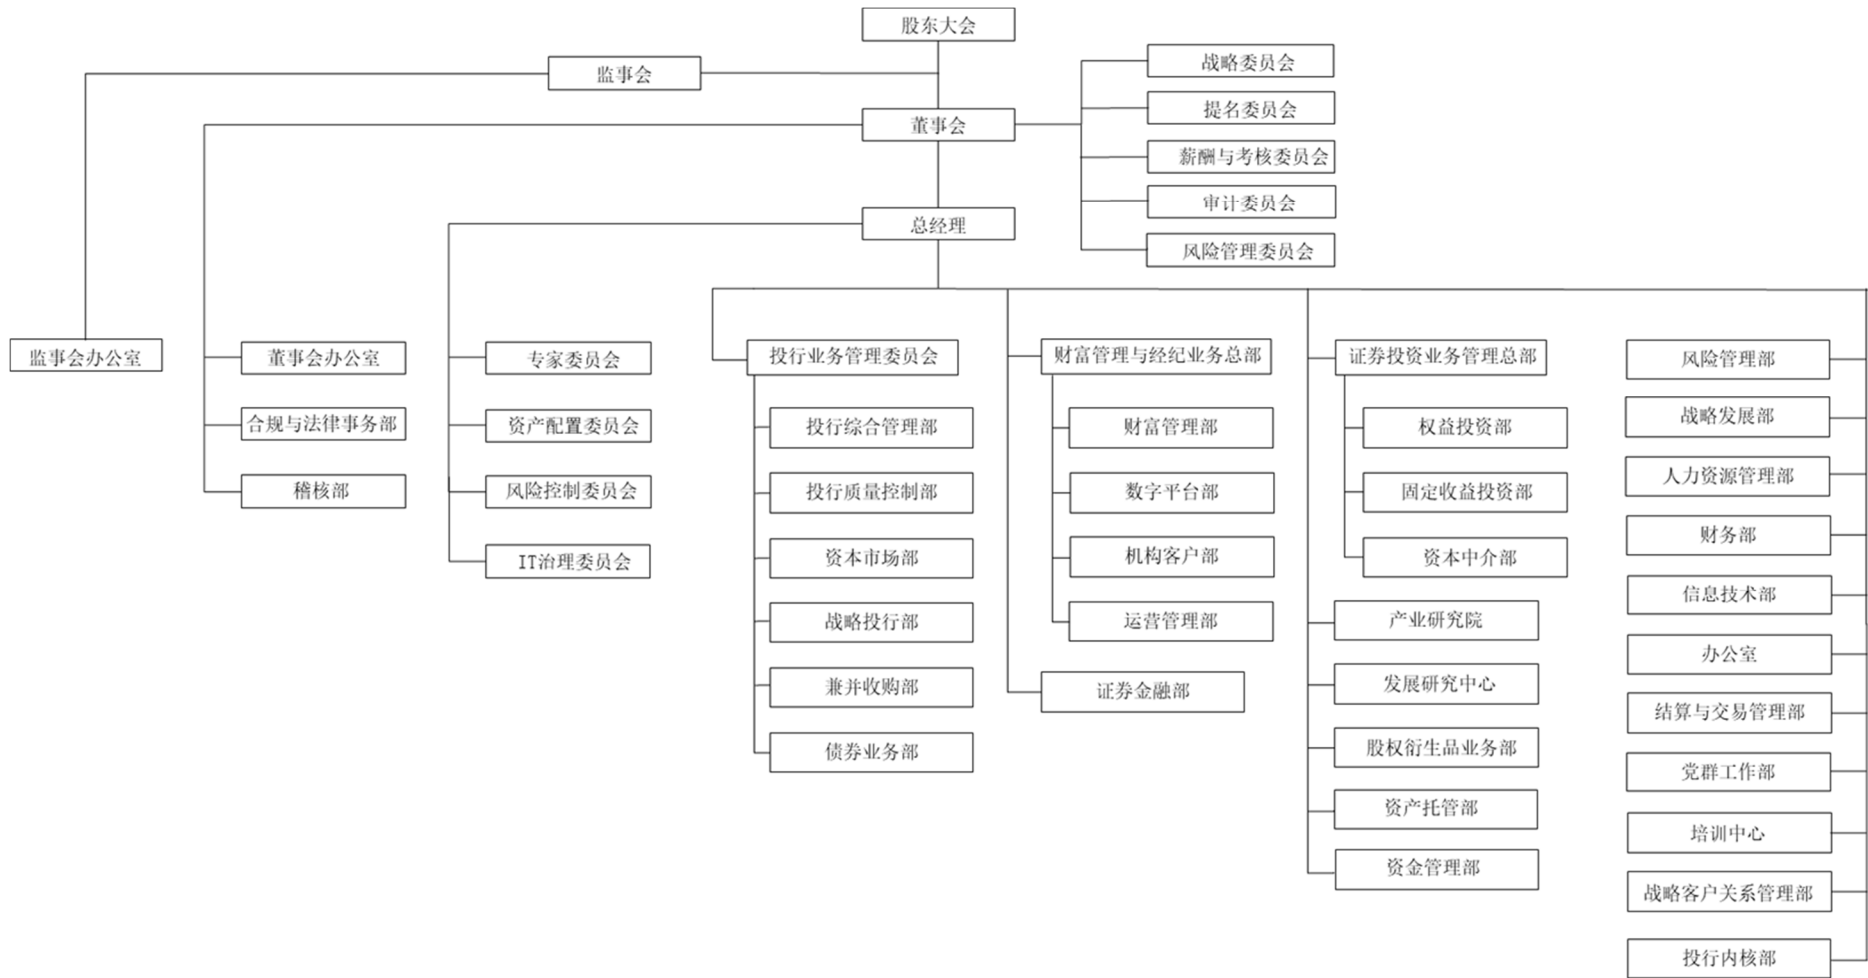 股东大会
监事会
战略委员会
提名委员会
董事会
薪酬与考核委员会
审计委员会
总经理
风险管理委员会
监事会办公室
董事会办公室
合规与法律事务部
稽核部
专家委员会
资产配置委员会
风险控制委员会
IT治理委员会
投行业务管理委员会
投行综合管理部
投行质量控制部
资本市场部
战略投行部
兼并收购部
债券业务部
财富管理与经纪业务总部
财富管理部
数字平台部
机构客户部
运营管理部
证券金融部
证券投资业务管理总部
权益投资部
固定收益投资部
资本中介部
产业研究院
发展研究中心
股权衍生品业务部
资产托管部
资金管理部
风险管理部
战略发展部
人力资源管理部
财务部
信息技术部
办公室
结算与交易管理部
党群工作部
培训中心
战略客户关系管理部
投行内核部